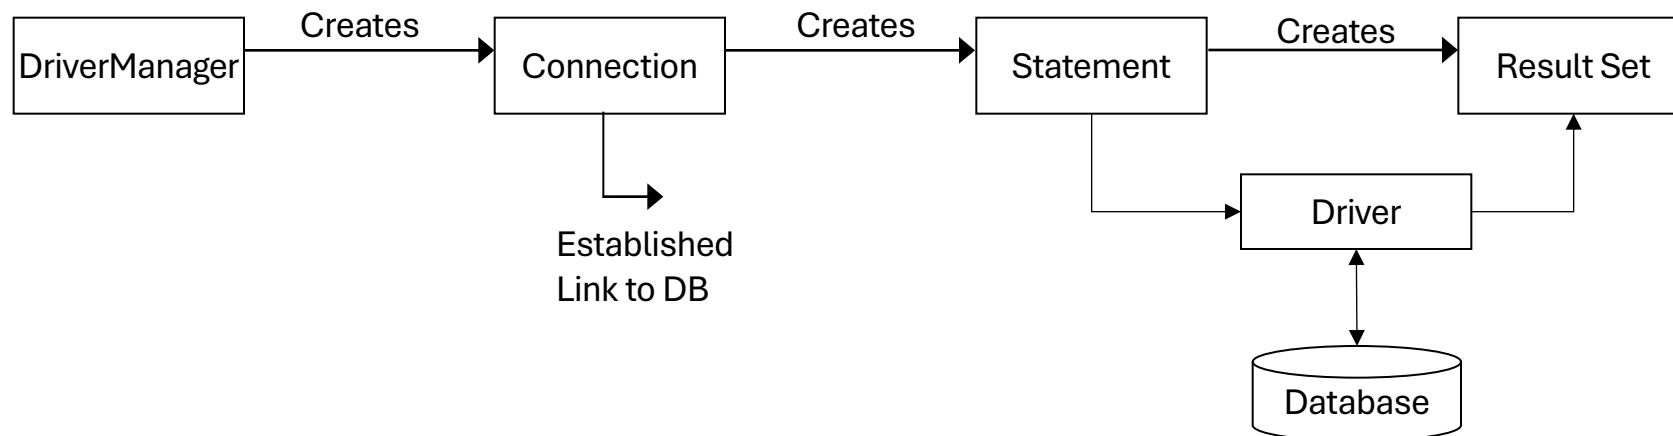 Creates
Creates
Creates
DriverManager
Connection
Statement
Result Set
Driver
Established
Link to DB
Database